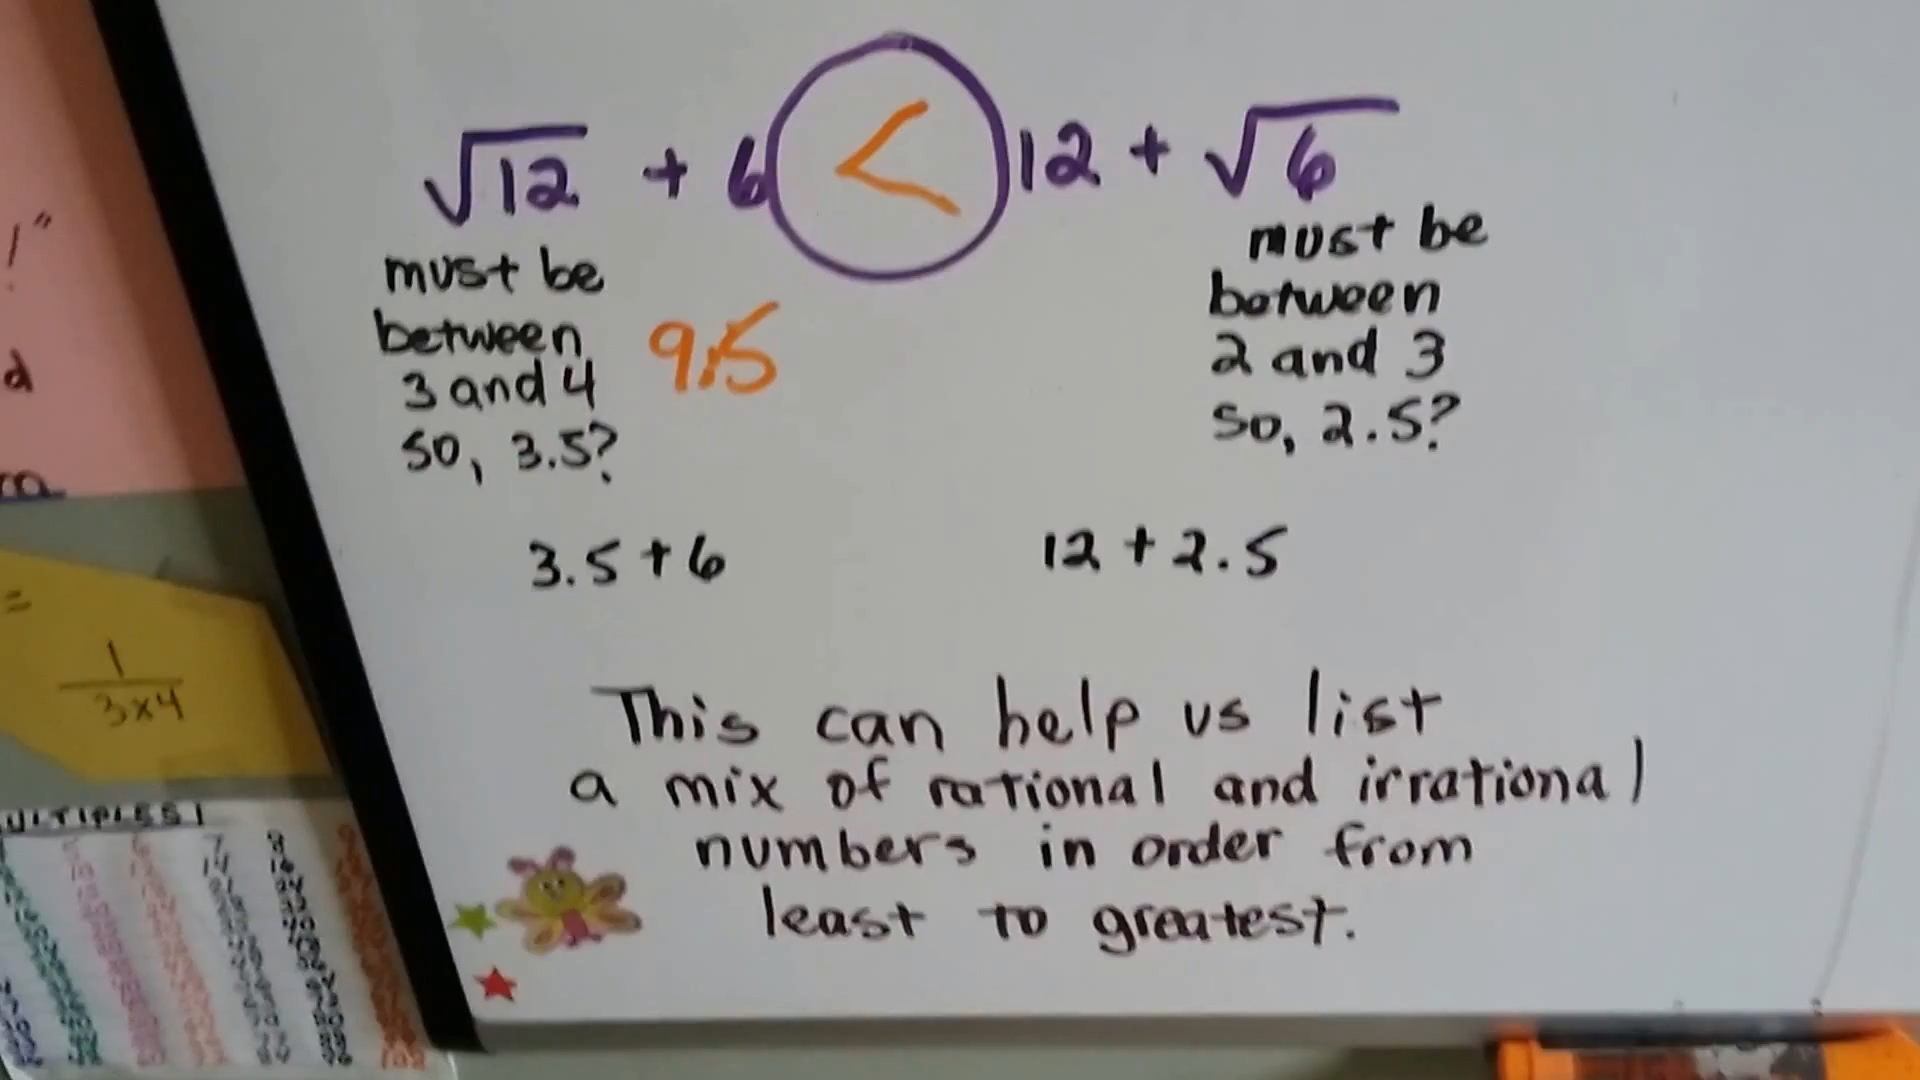 √12 + 6 < 12 + √6
must be
between
3 and 4
so, 3.5?
9.5
must be
between
2 and 3
so, 2.5?
3.5 + 6
12 + 2.5
This can help us list
a mix of rational and irrational
numbers in order from
least to greatest.
!"
d
=
1
3x4